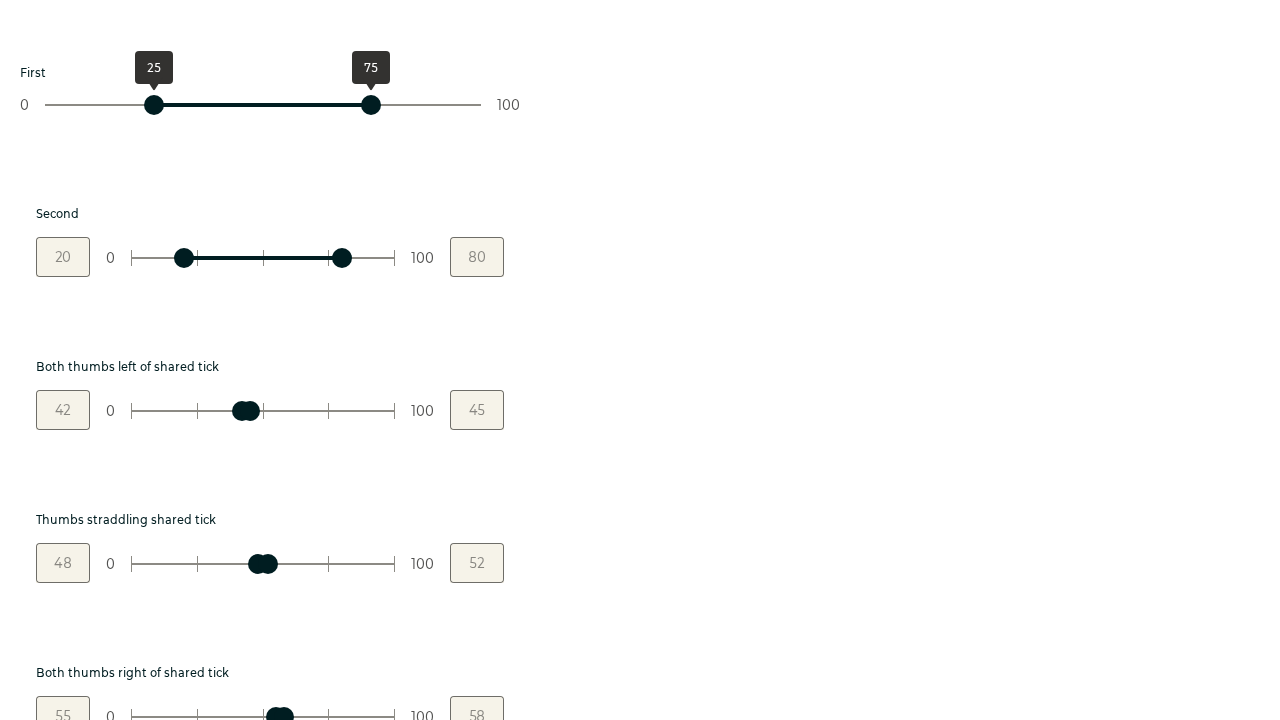 25 75
First
0 100
Second
20 0 100 80
Both thumbs left of shared tick
42 0 100 45
Thumbs straddling shared tick
48 0 100 52
Both thumbs right of shared tick
55 0 100 58